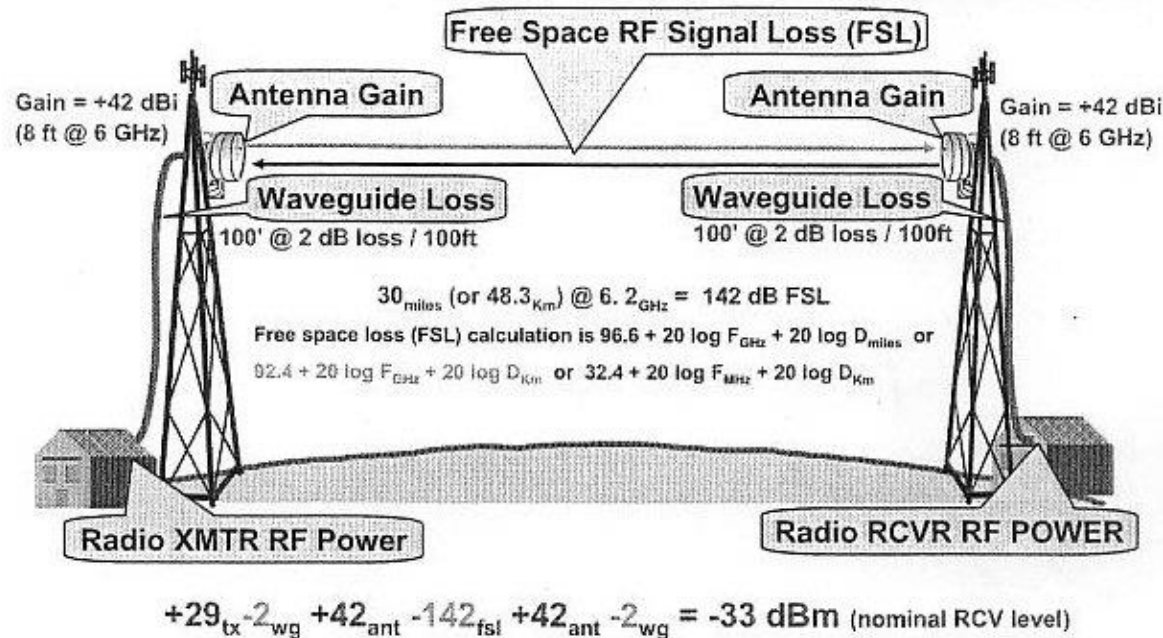 Free Space RF Signal Loss (FSL)
Gain = +42 dBi
(8 ft @ 6 GHz)
Antenna Gain
Antenna Gain
Gain = +42 dBi
(8 ft @ 6 GHz)
Waveguide Loss
100' @ 2 dB loss / 100ft
Waveguide Loss
100' @ 2 dB loss / 100ft
30miles (or 48.3Km) @ 6. 2GHz = 142 dB FSL
Free space loss (FSL) calculation is 96.6 + 20 log FGHz + 20 log Dmiles or
92.4 + 20 log FGHz + 20 log DKm or 32.4 + 20 log FMHz + 20 log DKm
Radio XMTR RF Power
Radio RCVR RF POWER
+29tx-2wg +42ant -142fsl +42ant -2wg = -33 dBm (nominal RCV level)